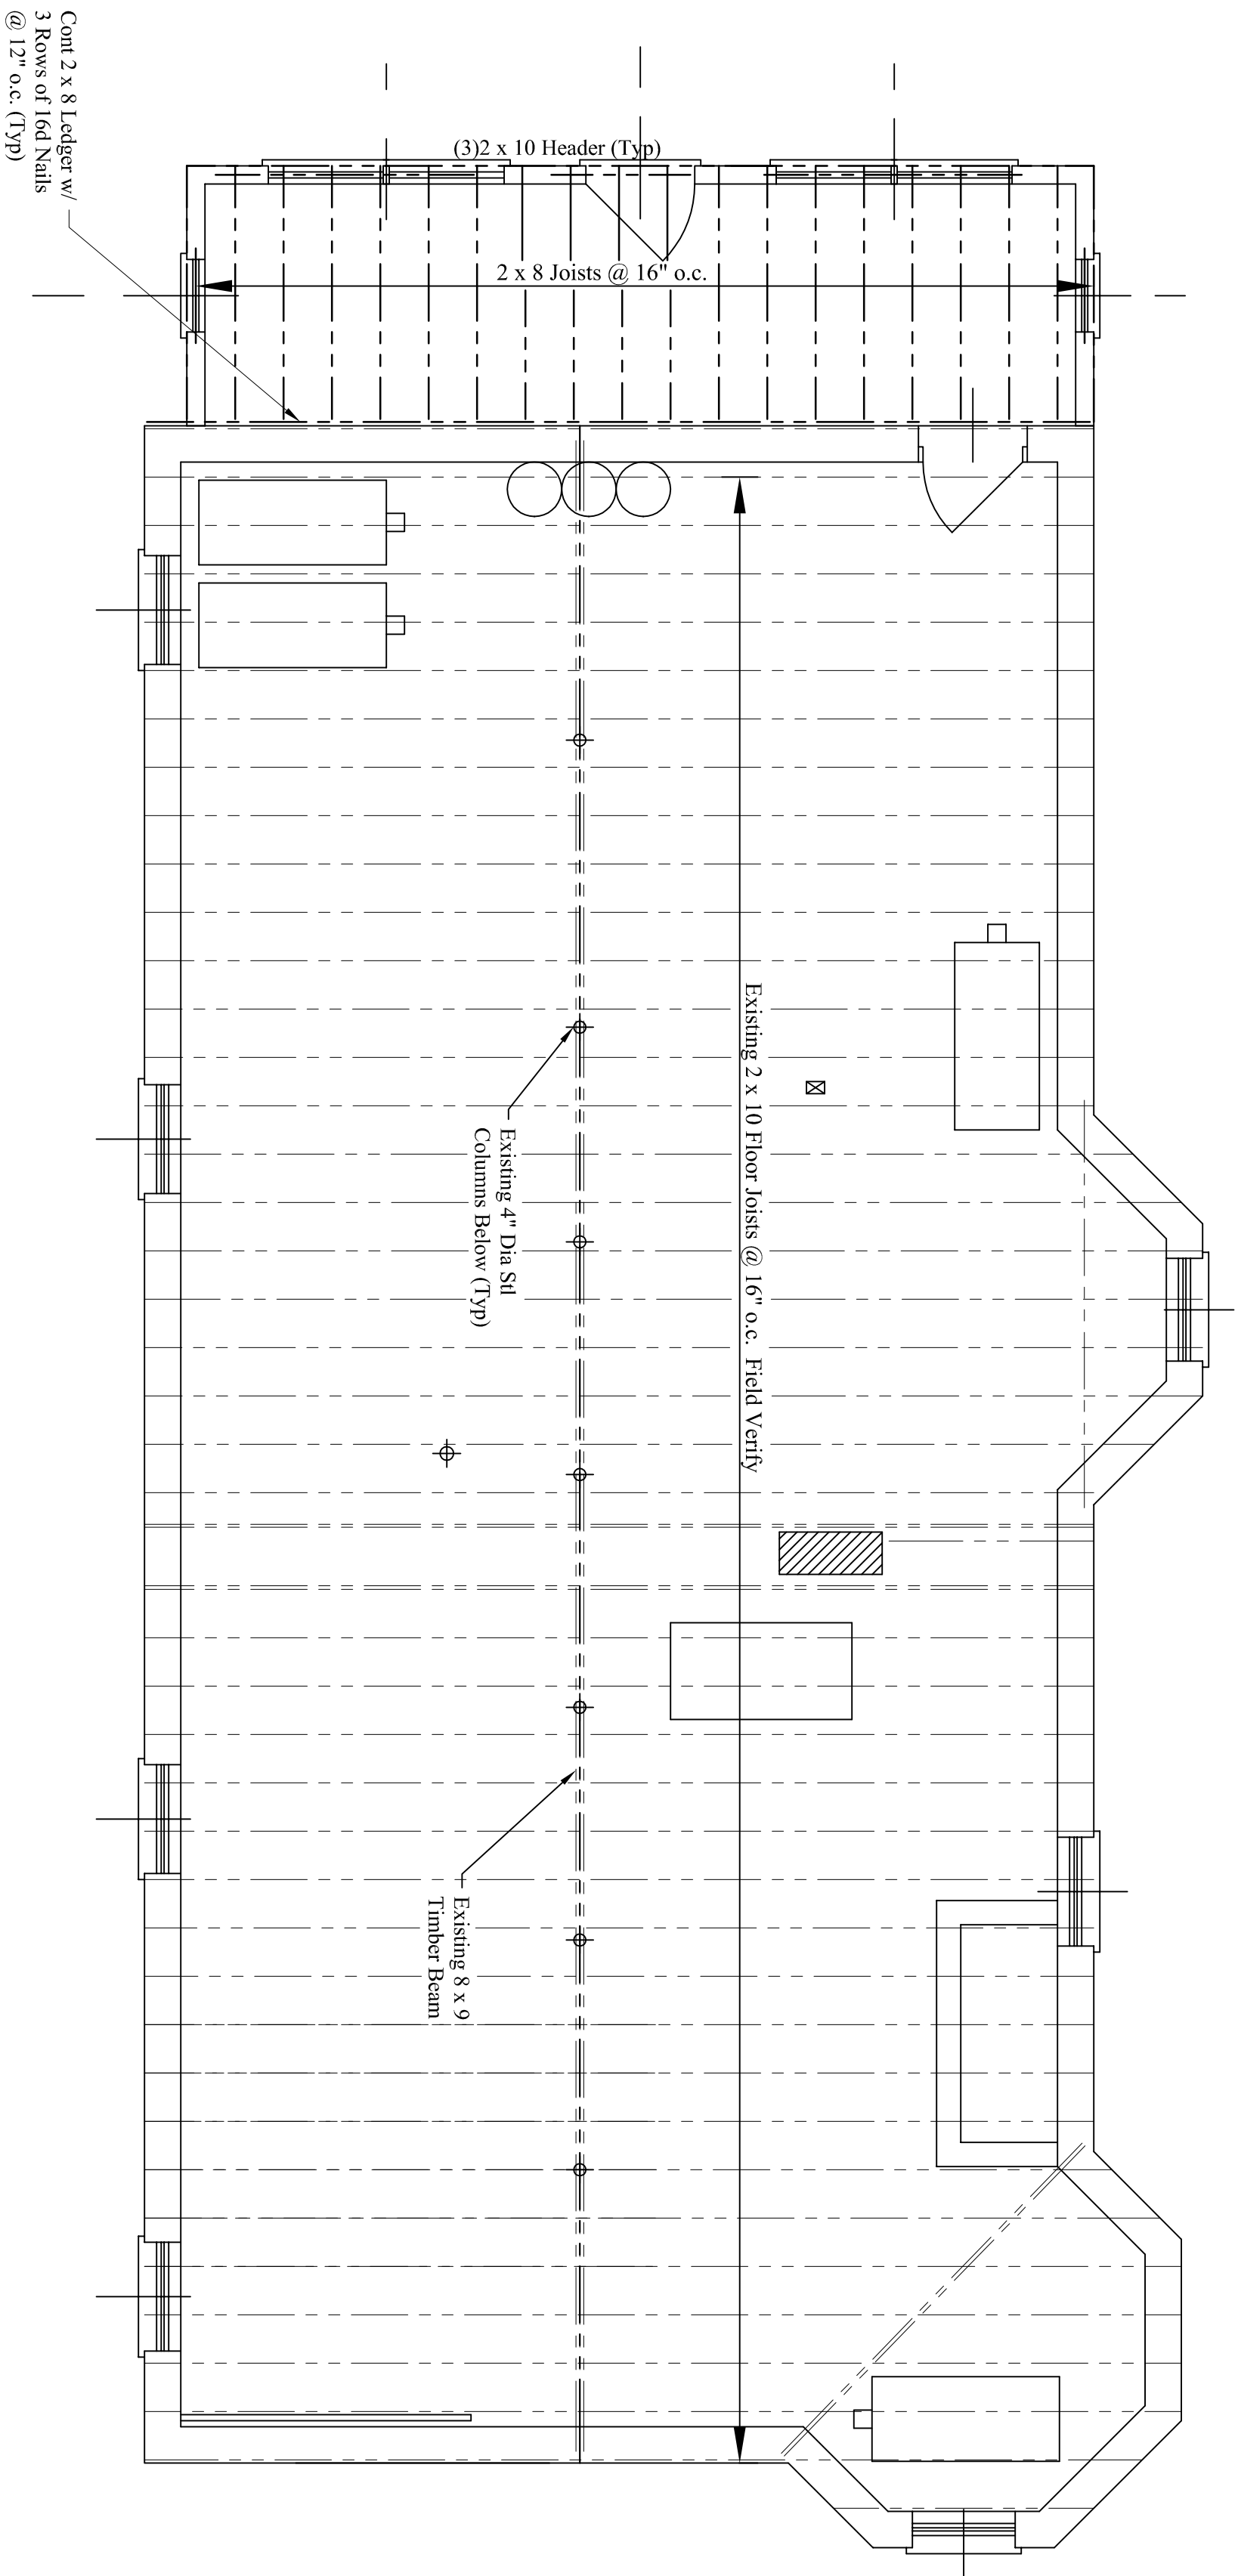 Cont 2 x 8 Ledger w/
3 Rows of 16d Nails
@ 12" o.c. (Typ)
(3)2 x 10 Header (Typ)
2 x 8 Joists @ 16" o.c.
Existing 2 x 10 Floor Joists @ 16" o.c. Field Verify
Existing 4" Dia Stl
Columns Below (Typ)
Existing 8 x 9
Timber Beam